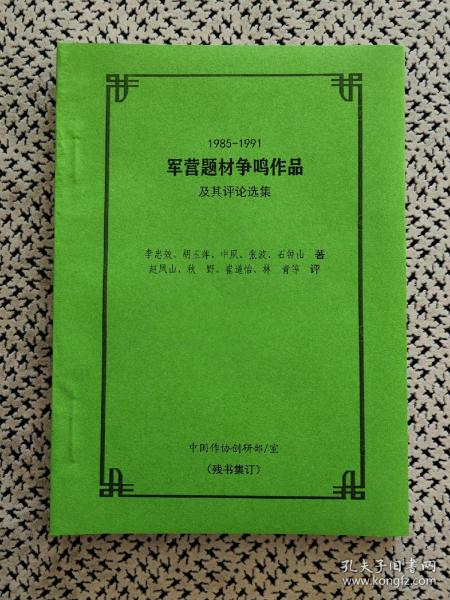 1985-1991
军营题材争鸣作品
及其评论选集
李忠效、胡玉萍、中夙、张波、石钟山 著
赵凤山、秋野、崔道怡、林青等 评
中国作协创研部/室
(残书集订)
孔夫子旧书网
www.kongfz.com